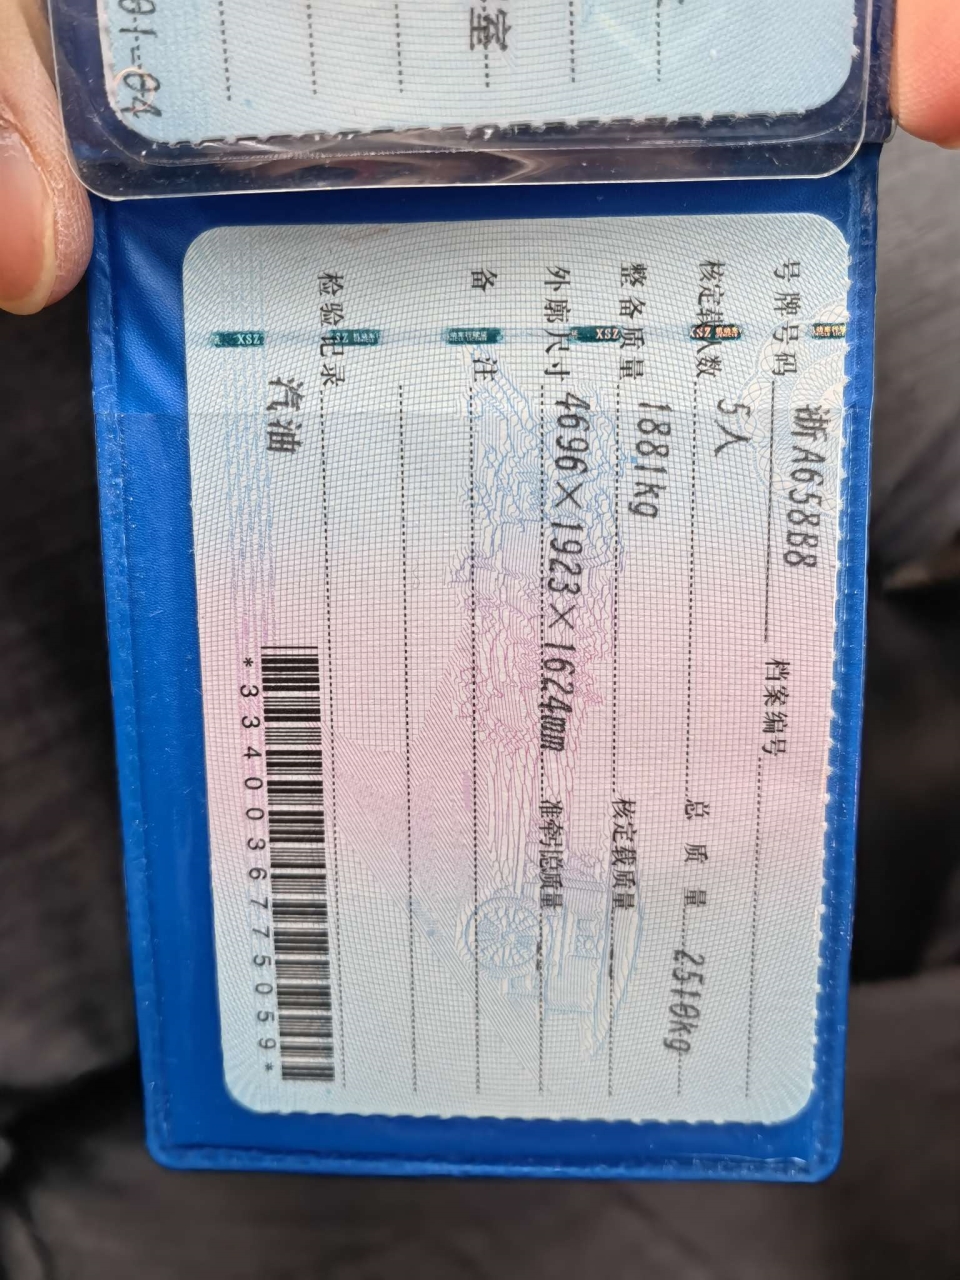 室
01-04
号牌号码 浙A658B8 档案编号
核定载人数 5人 总质量 2510kg
整备质量 1881kg 核定载质量
外廓尺寸 4696×1923×1624mm 准牵引总质量
备注
检验记录
汽油
*3340036775059*